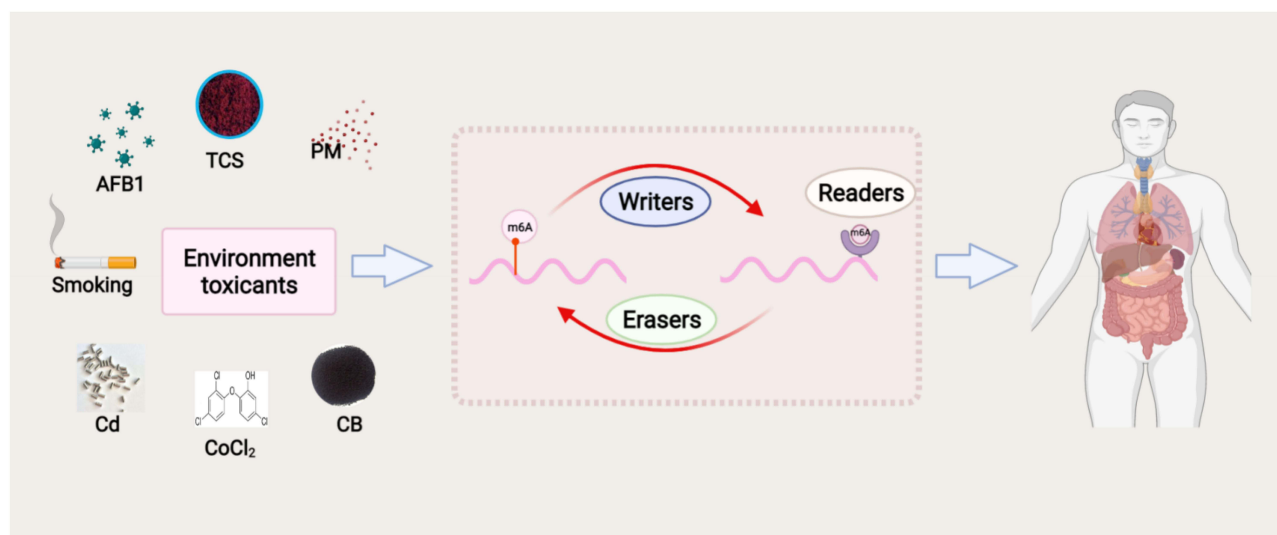 AFB1
TCS
PM
Smoking
Environment
toxicants
Cd
Cl
OH
O
Cl
Cl
CoCl₂
CB
m6A
Writers
Readers
m6A
Erasers